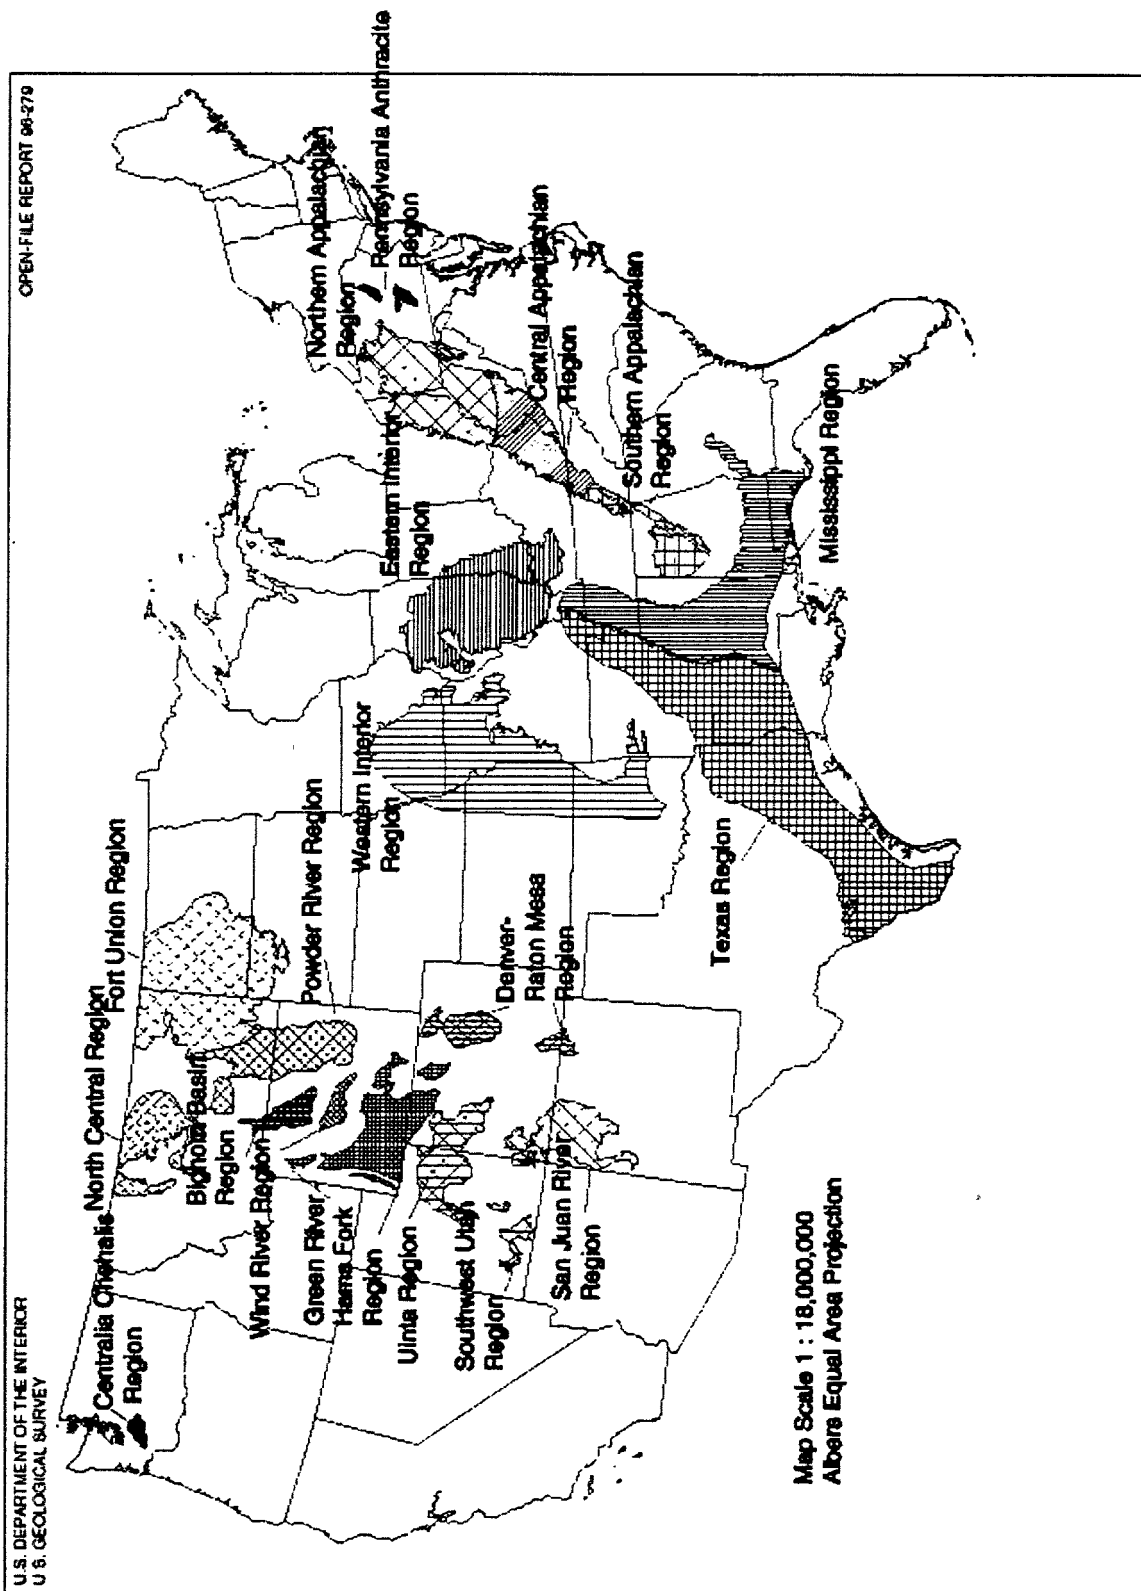 U.S. DEPARTMENT OF THE INTERIOR
U.S. GEOLOGICAL SURVEY
OPEN-FILE REPORT 96-279
Centralia Chehalis
Region
North Central Region
Fort Union Region
Bighorn Basin
Region
Wind River Region
Powder River Region
Green River
Hams Fork
Region
Uinta Region
Southwest Utah
Region
San Juan River
Region
Denver-
Raton Mesa
Region
Western Interior
Region
Eastern Interior
Region
Northern Appalachian
Region
Pennsylvania Anthracite
Region
Central Appalachian
Region
Southern Appalachian
Region
Mississippi Region
Texas Region
Map Scale 1 : 18,000,000
Albers Equal Area Projection